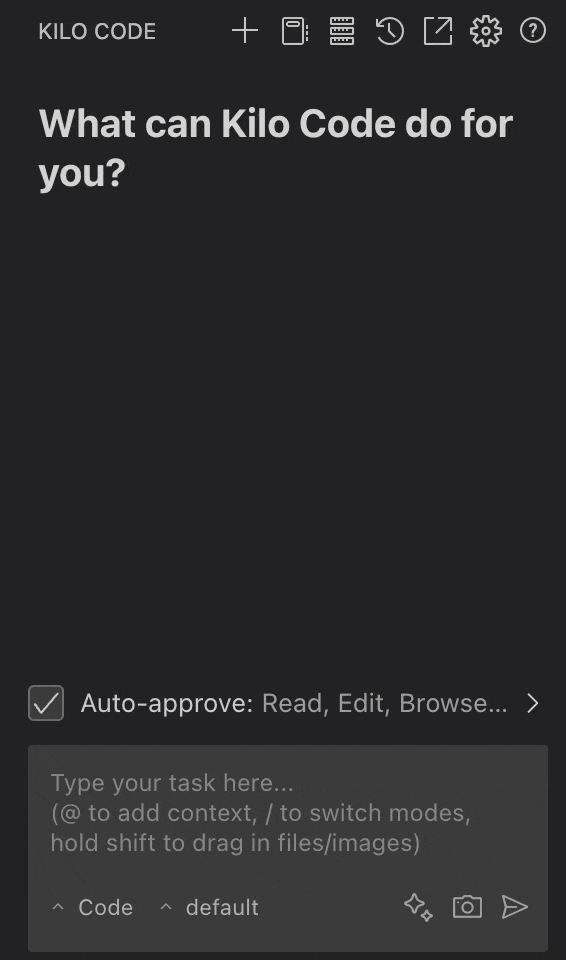 KILO CODE
What can Kilo Code do for
you?
Auto-approve: Read, Edit, Browse...
Type your task here...
(@ to add context, / to switch modes,
hold shift to drag in files/images)
^ Code ^ default